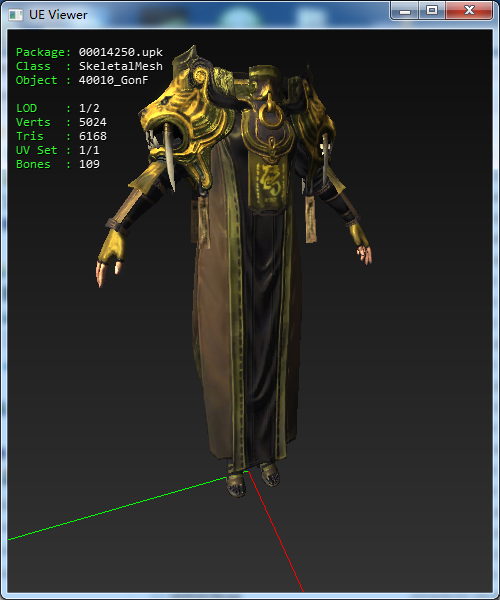 UE Viewer
Package: 00014250.upk
Class : SkeletalMesh
Object : 40010_GonF
LOD : 1/2
Verts : 5024
Tris : 6168
UV Set : 1/1
Bones : 109